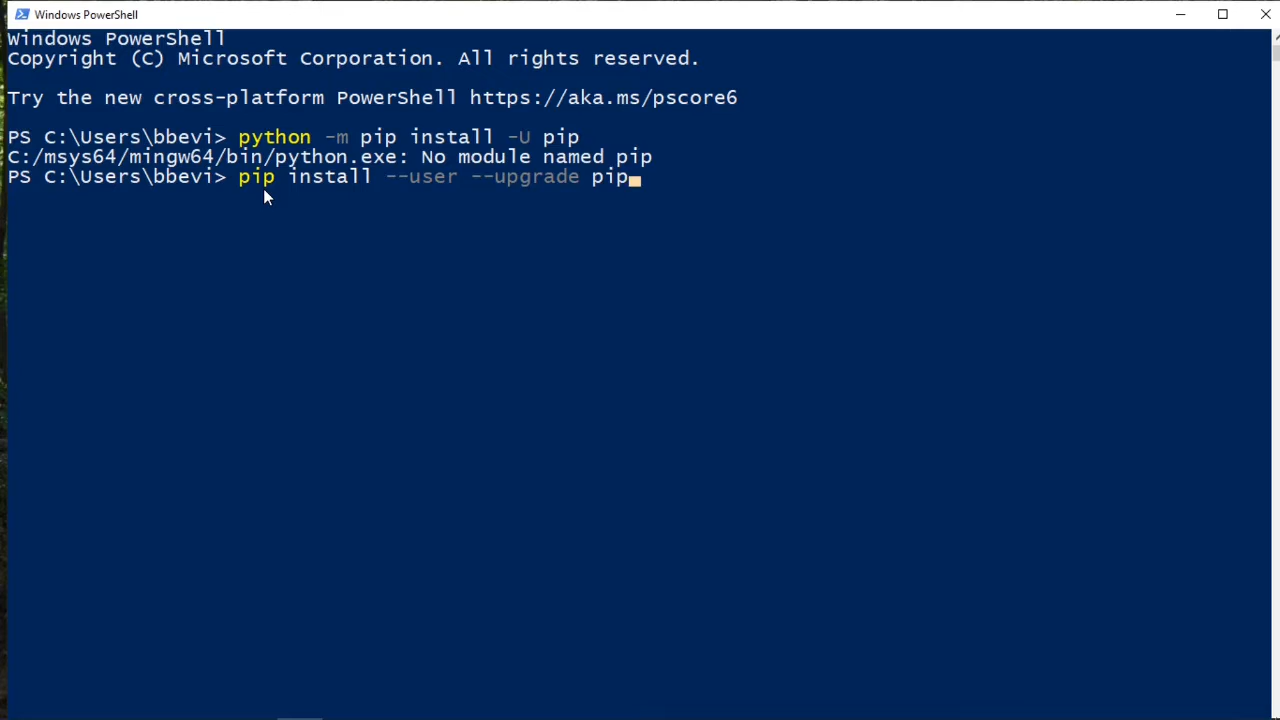 Windows PowerShell
Windows PowerShell
Copyright (C) Microsoft Corporation. All rights reserved.
Try the new cross-platform PowerShell https://aka.ms/pscore6
PS C:\Users\bbevi> python -m pip install -U pip
C:/msys64/mingw64/bin/python.exe: No module named pip
PS C:\Users\bbevi> pip install --user --upgrade pip